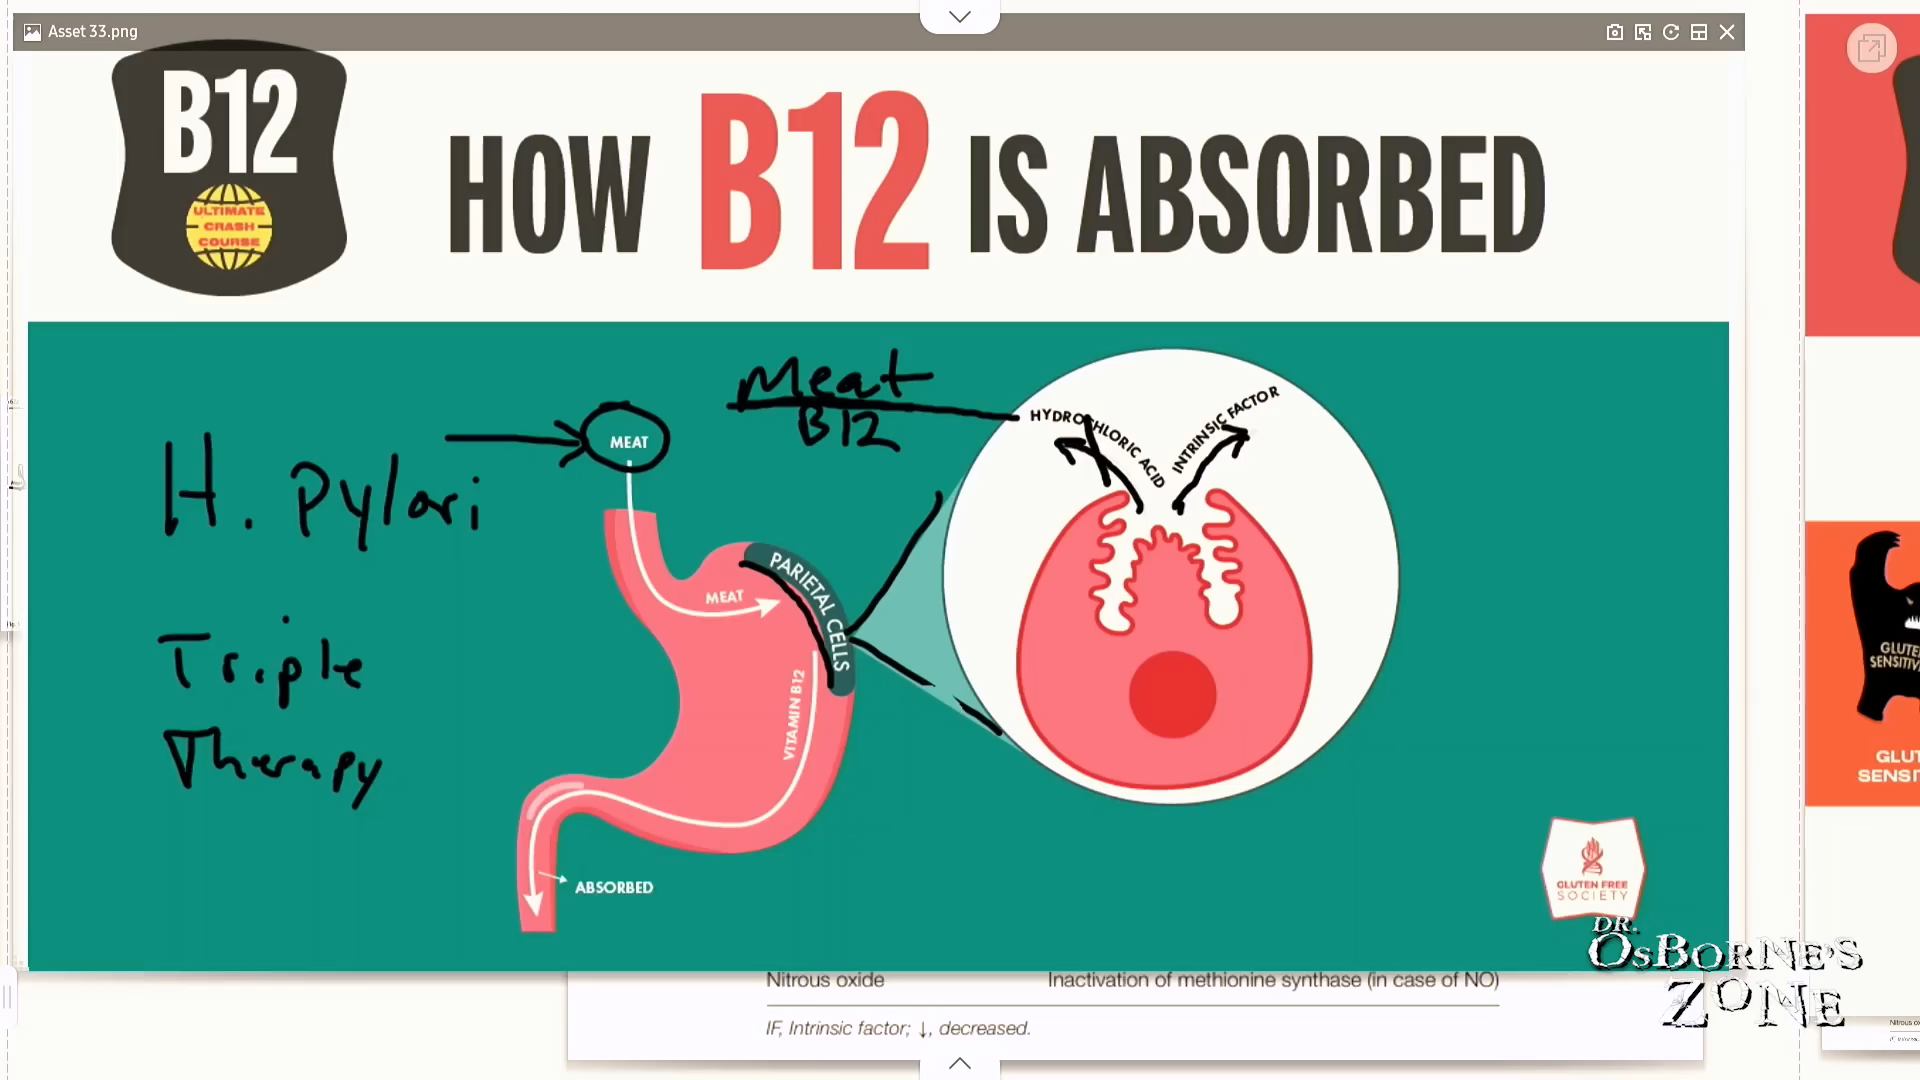 Asset 33.png
B12
ULTIMATE
CRASH
COURSE
HOW B12 IS ABSORBED
Meat
B12
H. Pylori
Triple
Therapy
MEAT
MEAT
PARIETAL CELLS
VITAMIN B12
ABSORBED
HYDROCHLORIC ACID
INTRINSIC FACTOR
GLUTEN FREE
SOCIETY
DR.
OSBORNE'S
ZONE
Nitrous oxide Inactivation of methionine synthase (in case of NO)
IF, Intrinsic factor; ↓, decreased.
GLUTE
SENSITIV
GLUT
SENSIT